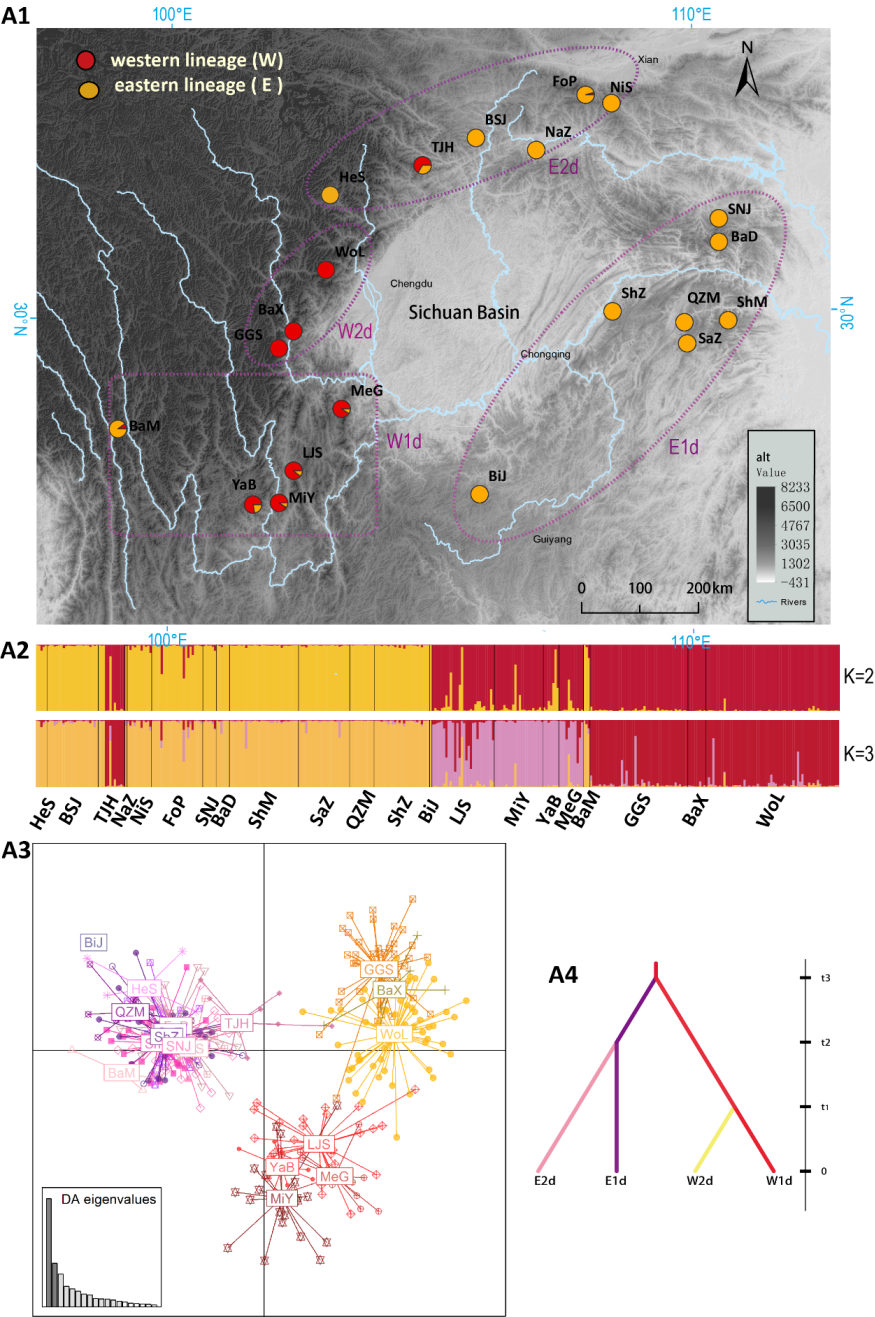 A1
100°E
110°E
western lineage (W)
eastern lineage ( E )
N
Xian
FoP
NiS
BSJ
NaZ
TJH
E2d
HeS
SNJ
BaD
WoL
Chengdu
ShZ
QZM
ShM
30°N
BaX
Sichuan Basin
30°N
GGS
W2d
SaZ
Chongqing
MeG
BaM
W1d
E1d
LJS
YaB
MiY
BiJ
Guiyang
alt
Value
8233
6500
4767
3035
1302
-431
Rivers
0 100 200km
100°E
110°E
A2
K=2
K=3
HeS BSJ TJH NaZ NiS FoP SNJ BaD ShM SaZ QZM ShZ BiJ LJS MiY YaB MeG BaM GGS BaX WoL
A3
BiJ
HeS
QZM
TJH
ShZ
SNJ
BaM
GGS
BaX
WoL
LJS
YaB
MeG
MiY
DA eigenvalues
A4
t3
t2
t1
0
E2d E1d W2d W1d